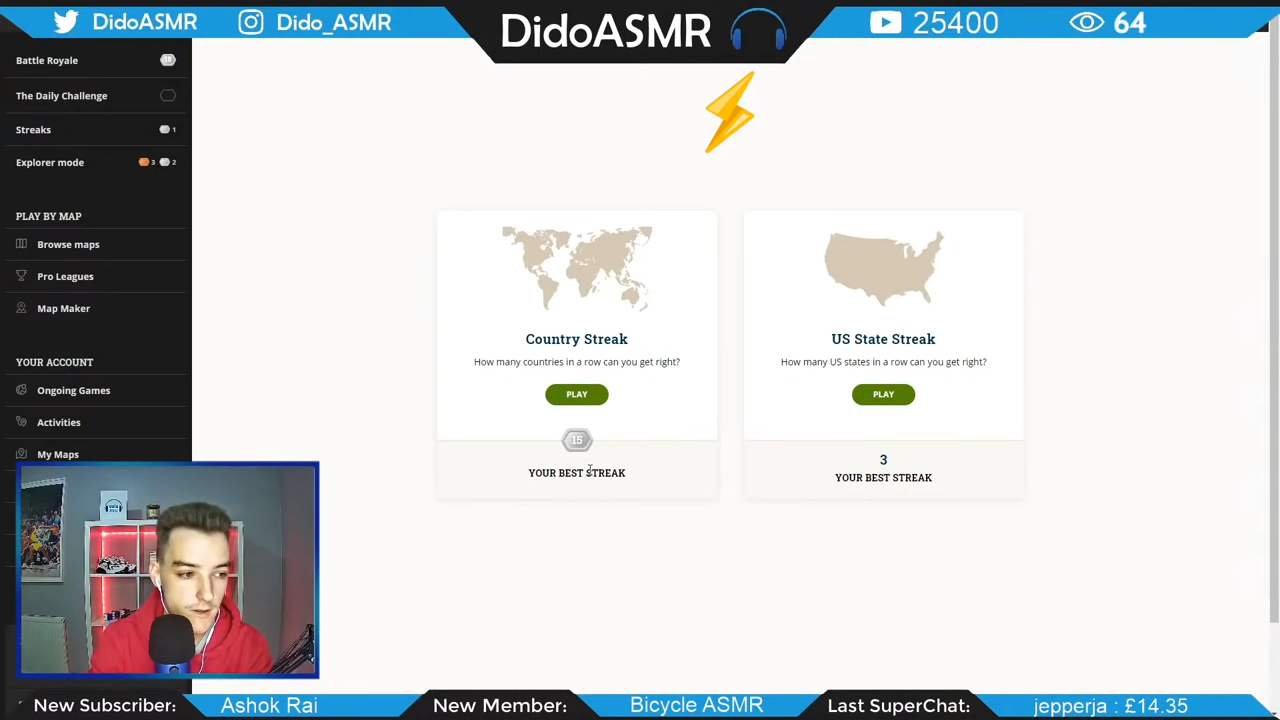 DidoASMR
Dido_ASMR
DidoASMR
25400
64
Battle Royale
18
The Daily Challenge
Streaks
1
Explorer mode
3
2
PLAY BY MAP
Browse maps
Pro Leagues
Map Maker
YOUR ACCOUNT
Ongoing Games
Activities
My Maps
Country Streak
How many countries in a row can you get right?
PLAY
15
YOUR BEST STREAK
US State Streak
How many US states in a row can you get right?
PLAY
3
YOUR BEST STREAK
New Subscriber:
Ashok Rai
New Member:
Bicycle ASMR
Last SuperChat:
jepperja : £14.35